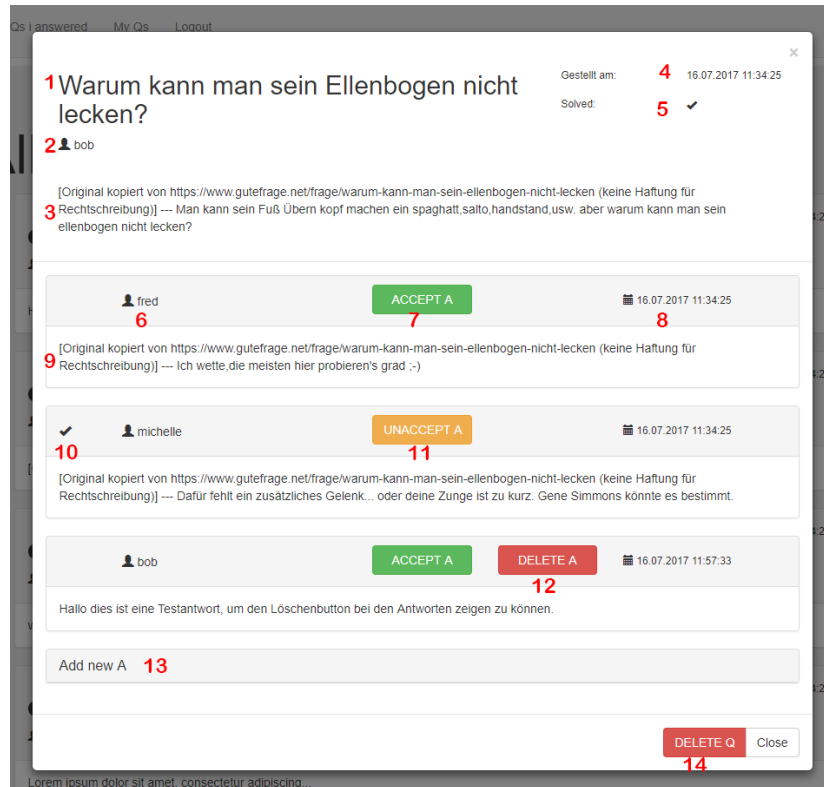 Qs i answered My Qs Logout
×
1 Warum kann man sein Ellenbogen nicht
lecken?
Gestellt am: 4 16.07.2017 11:34:25
Solved: 5 ✔
2 bob
[Original kopiert von https://www.gutefrage.net/frage/warum-kann-man-sein-ellenbogen-nicht-lecken (keine Haftung für
3 Rechtschreibung)] --- Man kann sein Fuß Übern kopf machen ein spaghatt,salto,handstand,usw. aber warum kann man sein
ellenbogen nicht lecken?
fred ACCEPT A 16.07.2017 11:34:25
6 7 8
[Original kopiert von https://www.gutefrage.net/frage/warum-kann-man-sein-ellenbogen-nicht-lecken (keine Haftung für
9 Rechtschreibung)] --- Ich wette,die meisten hier probieren's grad ;-)
✔ michelle UNACCEPT A 16.07.2017 11:34:25
10 11
[Original kopiert von https://www.gutefrage.net/frage/warum-kann-man-sein-ellenbogen-nicht-lecken (keine Haftung für
Rechtschreibung)] --- Dafür fehlt ein zusätzliches Gelenk... oder deine Zunge ist zu kurz. Gene Simmons könnte es bestimmt.
bob ACCEPT A DELETE A 16.07.2017 11:57:33
12
Hallo dies ist eine Testantwort, um den Löschenbutton bei den Antworten zeigen zu können.
Add new A 13
DELETE Q Close
14
Lorem ipsum dolor sit amet, consectetur adipiscing...